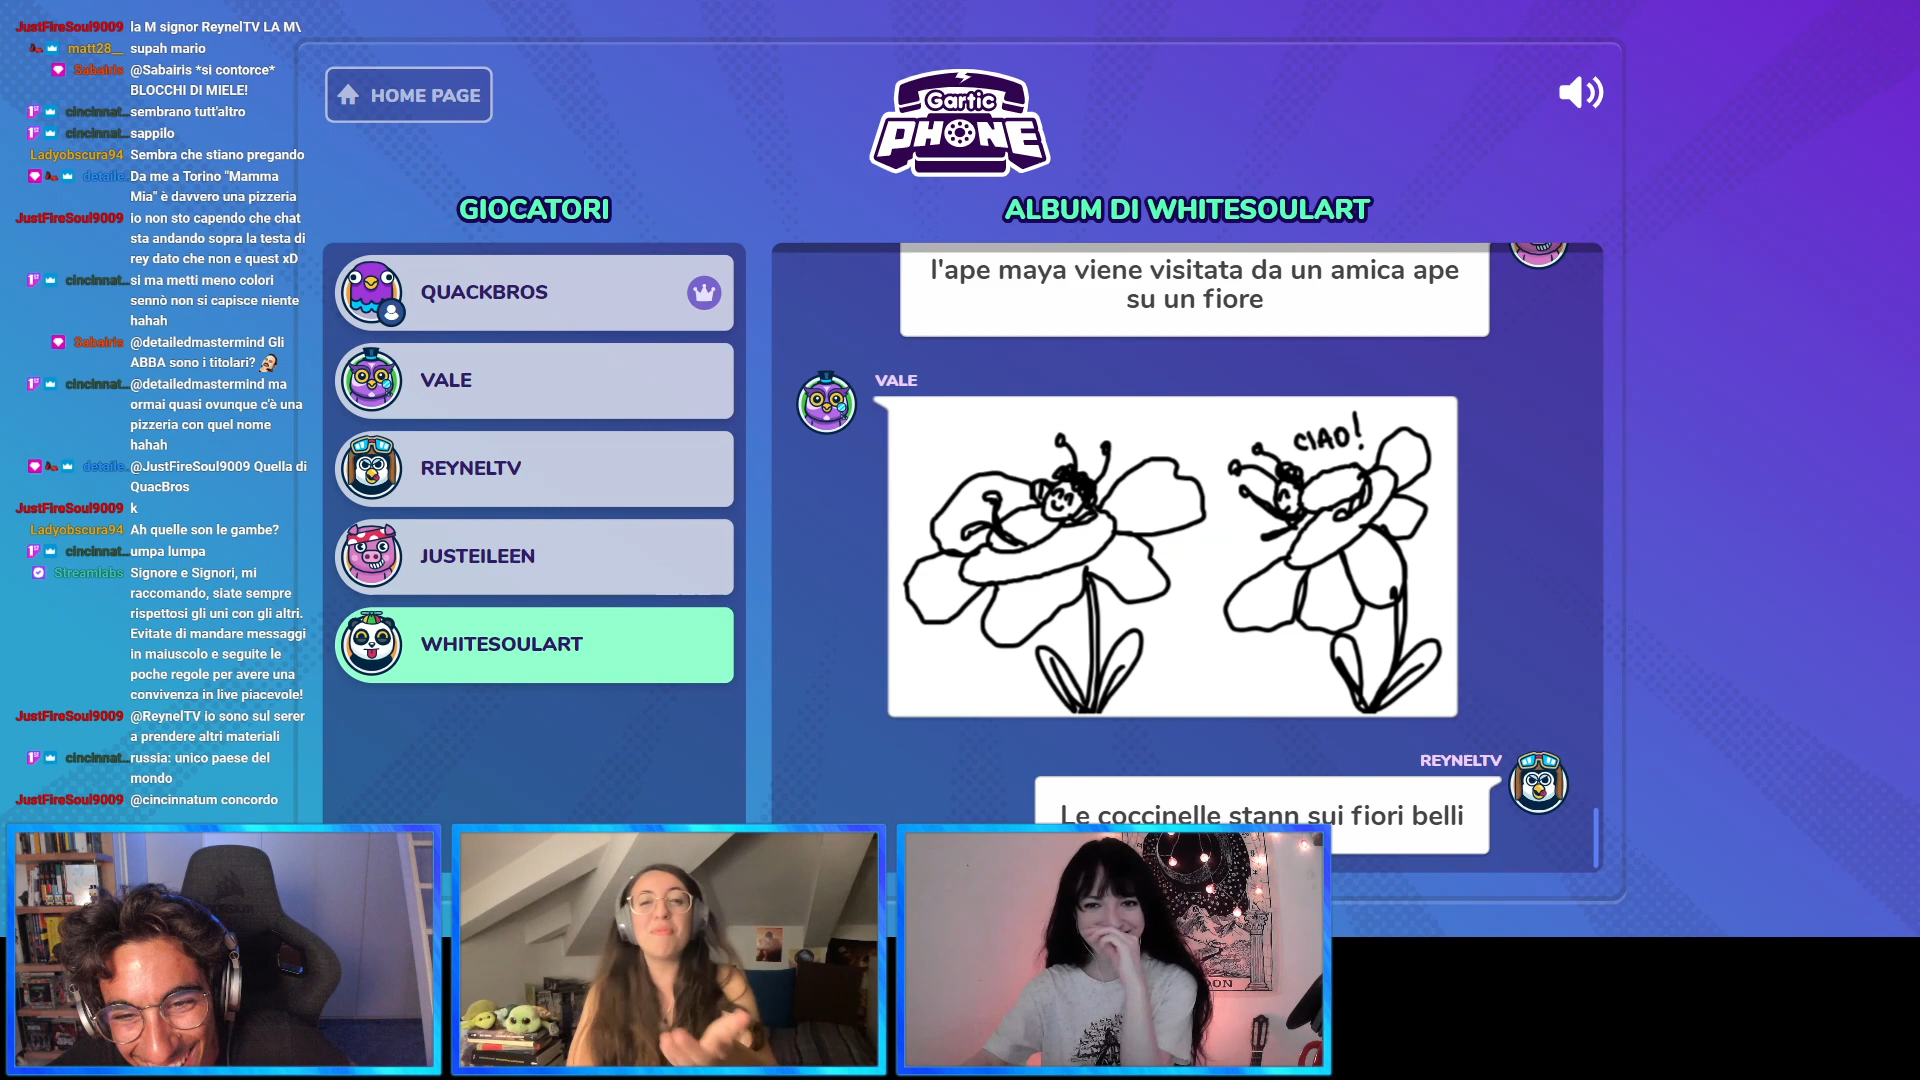 JustFireSoul9009 la M signor ReynelTV LA M\
matt28__ supah mario
Sabairis @Sabairis *si contorce*
BLOCCHI DI MIELE!
cincinnat... sembrano tutt'altro
cincinnat... sappilo
Ladyobscura94 Sembra che stiano pregando
detaile... Da me a Torino "Mamma
Mia" è davvero una pizzeria
JustFireSoul9009 io non sto capendo che chat
sta andando sopra la testa di
rey dato che non e quest xD
cincinnat... si ma metti meno colori
sennò non si capisce niente
hahah
Sabairis @detailedmastermind Gli
ABBA sono i titolari?
cincinnat... @detailedmastermind ma
ormai quasi ovunque c'è una
pizzeria con quel nome
hahah
detaile... @JustFireSoul9009 Quella di
QuacBros
JustFireSoul9009 k
Ladyobscura94 Ah quelle son le gambe?
cincinnat... umpa lumpa
Streamlabs Signore e Signori, mi
raccomando, siate sempre
rispettosi gli uni con gli altri.
Evitate di mandare messaggi
in maiuscolo e seguite le
poche regole per avere una
convivenza in live piacevole!
JustFireSoul9009 @ReynelTV io sono sul serer
a prendere altri materiali
cincinnat... russia: unico paese del
mondo
JustFireSoul9009 @cincinnatum concordo
HOME PAGE
Gartic
PHONE
GIOCATORI
QUACKBROS
VALE
REYNELTV
JUSTEILEEN
WHITESOULART
ALBUM DI WHITESOULART
l'ape maya viene visitata da un amica ape
su un fiore
VALE
CIAO!
REYNELTV
Le coccinelle stann sui fiori belli